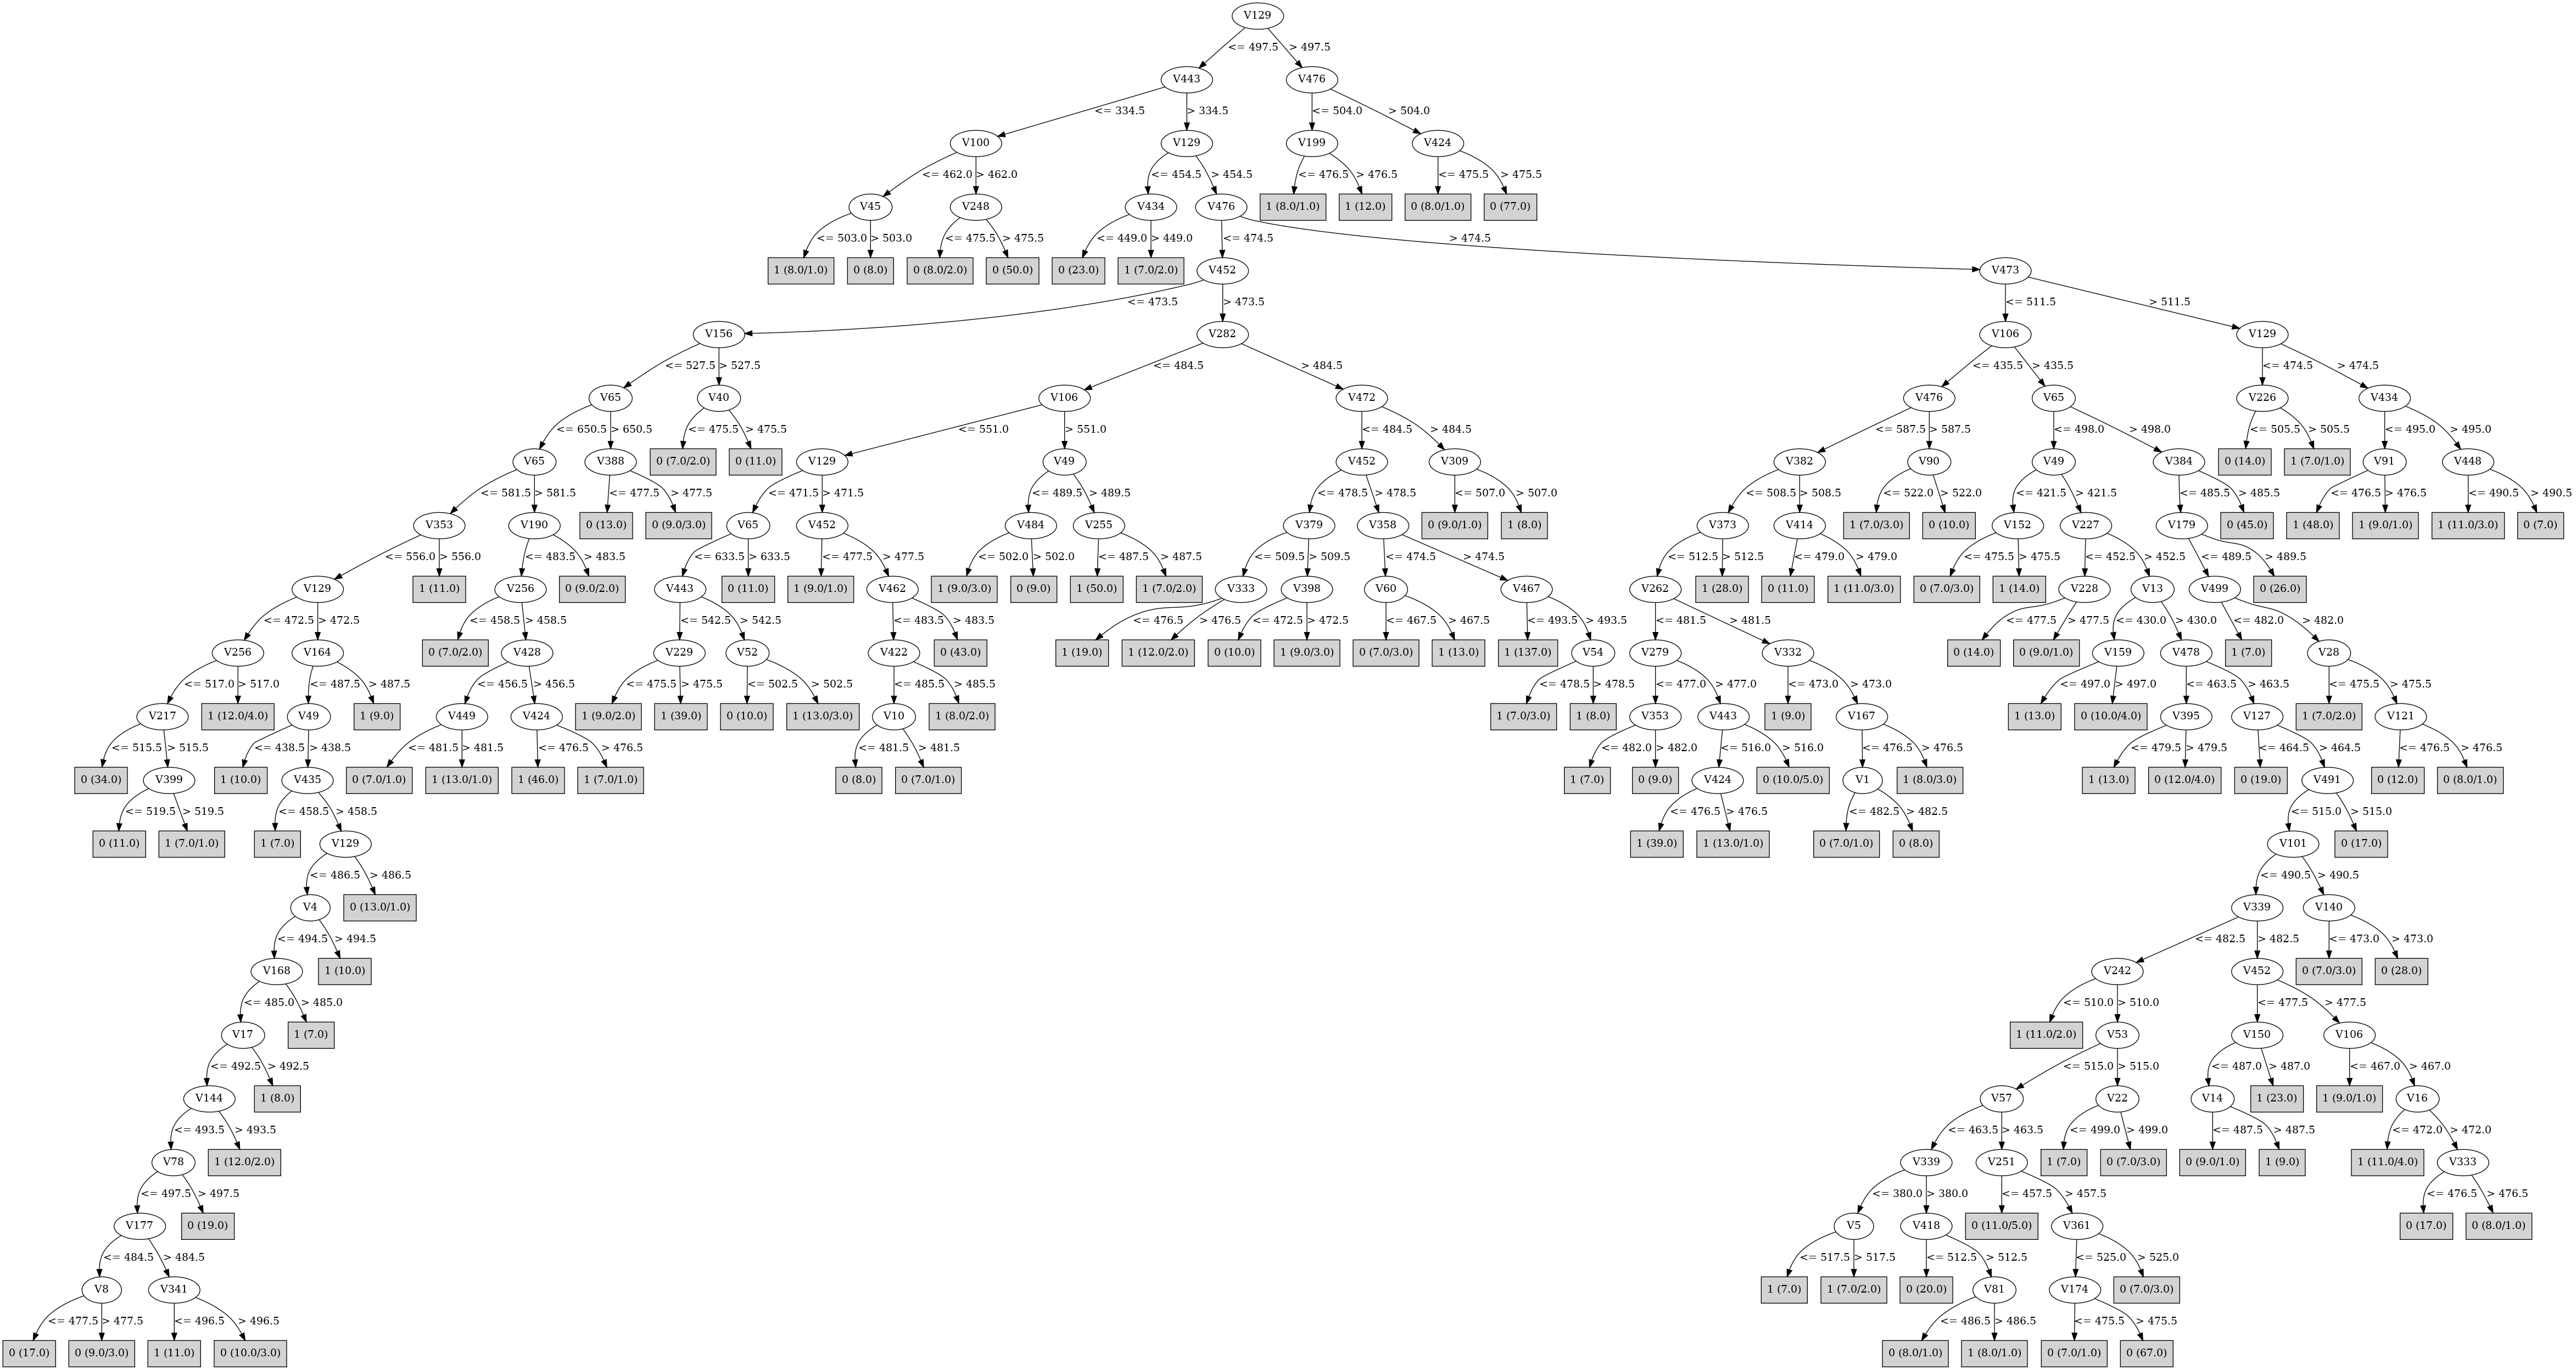 V129
<= 497.5 > 497.5
V443 V476
<= 334.5 > 334.5 <= 504.0 > 504.0
V100 V129 V199 V424
<= 462.0 > 462.0 <= 454.5 > 454.5 <= 476.5 > 476.5 <= 475.5 > 475.5
V45 V248 V434 V476 1 (8.0/1.0) 1 (12.0) 0 (8.0/1.0) 0 (77.0)
<= 503.0 > 503.0 <= 475.5 > 475.5 <= 449.0 > 449.0 <= 474.5 > 474.5
1 (8.0/1.0) 0 (8.0) 0 (8.0/2.0) 0 (50.0) 0 (23.0) 1 (7.0/2.0) V452 V473
<= 473.5 > 473.5 <= 511.5 > 511.5
V156 V282 V106 V129
<= 527.5 > 527.5 <= 484.5 > 484.5 <= 435.5 > 435.5 <= 474.5 > 474.5
V65 V40 V106 V472 V476 V65 V226 V434
<= 650.5 > 650.5 <= 475.5 > 475.5 <= 551.0 > 551.0 <= 484.5 > 484.5 <= 587.5 > 587.5 <= 498.0 > 498.0 <= 505.5 > 505.5 <= 495.0 > 495.0
V65 V388 0 (7.0/2.0) 0 (11.0) V129 V49 V452 V309 V382 V90 V49 V384 0 (14.0) 1 (7.0/1.0) V91 V448
<= 581.5 > 581.5 <= 477.5 > 477.5 <= 471.5 > 471.5 <= 489.5 > 489.5 <= 478.5 > 478.5 <= 507.0 > 507.0 <= 508.5 > 508.5 <= 522.0 > 522.0 <= 421.5 > 421.5 <= 485.5 > 485.5 <= 476.5 > 476.5 <= 490.5 > 490.5
V353 V190 0 (13.0) 0 (9.0/3.0) V65 V452 V484 V255 V379 V358 0 (9.0/1.0) 1 (8.0) V373 V414 1 (7.0/3.0) 0 (10.0) V152 V227 V179 0 (45.0) 1 (48.0) 1 (9.0/1.0) 1 (11.0/3.0) 0 (7.0)
<= 556.0 > 556.0 <= 483.5 > 483.5 <= 633.5 > 633.5 <= 477.5 > 477.5 <= 502.0 > 502.0 <= 487.5 > 487.5 <= 509.5 > 509.5 <= 474.5 > 474.5 <= 512.5 > 512.5 <= 479.0 > 479.0 <= 475.5 > 475.5 <= 452.5 > 452.5 <= 489.5 > 489.5
V129 1 (11.0) V256 0 (9.0/2.0) V443 0 (11.0) 1 (9.0/1.0) V462 1 (9.0/3.0) 0 (9.0) 1 (50.0) 1 (7.0/2.0) V333 V398 V60 V467 V262 1 (28.0) 0 (11.0) 1 (11.0/3.0) 0 (7.0/3.0) 1 (14.0) V228 V13 V499 0 (26.0)
<= 472.5 > 472.5 <= 458.5 > 458.5 <= 542.5 > 542.5 <= 483.5 > 483.5 <= 476.5 > 476.5 <= 472.5 > 472.5 <= 467.5 > 467.5 <= 493.5 > 493.5 <= 481.5 > 481.5 <= 477.5 > 477.5 <= 430.0 > 430.0 <= 482.0 > 482.0
V256 V164 0 (7.0/2.0) V428 V229 V52 V422 0 (43.0) 1 (19.0) 1 (12.0/2.0) 0 (10.0) 1 (9.0/3.0) 0 (7.0/3.0) 1 (13.0) 1 (137.0) V54 V279 V332 0 (14.0) 0 (9.0/1.0) V159 V478 1 (7.0) V28
<= 517.0 > 517.0 <= 487.5 > 487.5 <= 456.5 > 456.5 <= 475.5 > 475.5 <= 502.5 > 502.5 <= 485.5 > 485.5 <= 478.5 > 478.5 <= 477.0 > 477.0 <= 473.0 > 473.0 <= 497.0 > 497.0 <= 463.5 > 463.5 <= 475.5 > 475.5
V217 1 (12.0/4.0) V49 1 (9.0) V449 V424 1 (9.0/2.0) 1 (39.0) 0 (10.0) 1 (13.0/3.0) V10 1 (8.0/2.0) 1 (7.0/3.0) 1 (8.0) V353 V443 1 (9.0) V167 1 (13.0) 0 (10.0/4.0) V395 V127 1 (7.0/2.0) V121
<= 515.5 > 515.5 <= 438.5 > 438.5 <= 481.5 > 481.5 <= 476.5 > 476.5 <= 481.5 > 481.5 <= 482.0 > 482.0 <= 516.0 > 516.0 <= 476.5 > 476.5 <= 479.5 > 479.5 <= 464.5 > 464.5 <= 476.5 > 476.5
0 (34.0) V399 1 (10.0) V435 0 (7.0/1.0) 1 (13.0/1.0) 1 (46.0) 1 (7.0/1.0) 0 (8.0) 0 (7.0/1.0) 1 (7.0) 0 (9.0) V424 0 (10.0/5.0) V1 1 (8.0/3.0) 1 (13.0) 0 (12.0/4.0) 0 (19.0) V491 0 (12.0) 0 (8.0/1.0)
<= 519.5 > 519.5 <= 458.5 > 458.5 <= 476.5 > 476.5 <= 482.5 > 482.5 <= 515.0 > 515.0
0 (11.0) 1 (7.0/1.0) 1 (7.0) V129 1 (39.0) 1 (13.0/1.0) 0 (7.0/1.0) 0 (8.0) V101 0 (17.0)
<= 486.5 > 486.5 <= 490.5 > 490.5
V4 0 (13.0/1.0) V339 V140
<= 494.5 > 494.5 <= 482.5 > 482.5 <= 473.0 > 473.0
V168 1 (10.0) V242 V452 0 (7.0/3.0) 0 (28.0)
<= 485.0 > 485.0 <= 510.0 > 510.0 <= 477.5 > 477.5
V17 1 (7.0) 1 (11.0/2.0) V53 V150 V106
<= 492.5 > 492.5 <= 515.0 > 515.0 <= 487.0 > 487.0 <= 467.0 > 467.0
V144 1 (8.0) V57 V22 V14 1 (23.0) 1 (9.0/1.0) V16
<= 493.5 > 493.5 <= 463.5 > 463.5 <= 499.0 > 499.0 <= 487.5 > 487.5 <= 472.0 > 472.0
V78 1 (12.0/2.0) V339 V251 1 (7.0) 0 (7.0/3.0) 0 (9.0/1.0) 1 (9.0) 1 (11.0/4.0) V333
<= 497.5 > 497.5 <= 380.0 > 380.0 <= 457.5 > 457.5 <= 476.5 > 476.5
V177 0 (19.0) V5 V418 0 (11.0/5.0) V361 0 (17.0) 0 (8.0/1.0)
<= 484.5 > 484.5 <= 517.5 > 517.5 <= 512.5 > 512.5 <= 525.0 > 525.0
V8 V341 1 (7.0) 1 (7.0/2.0) 0 (20.0) V81 V174 0 (7.0/3.0)
<= 477.5 > 477.5 <= 496.5 > 496.5 <= 486.5 > 486.5 <= 475.5 > 475.5
0 (17.0) 0 (9.0/3.0) 1 (11.0) 0 (10.0/3.0) 0 (8.0/1.0) 1 (8.0/1.0) 0 (7.0/1.0) 0 (67.0)